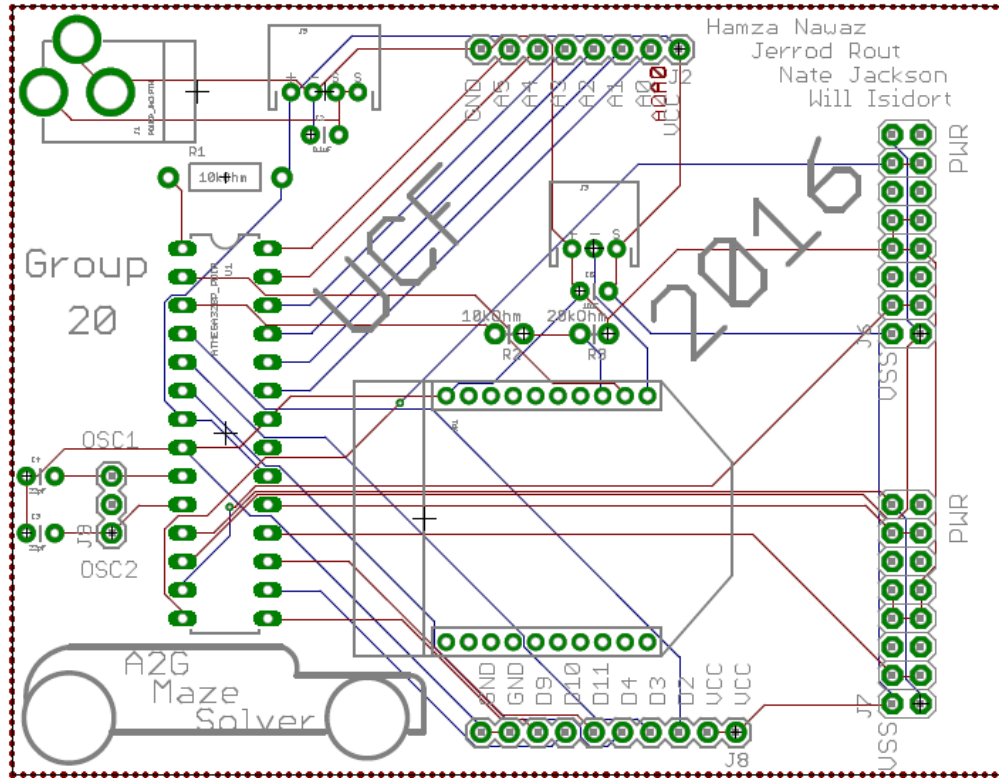 Hamza Nawaz
Jerrod Rout
Nate Jackson
Will Isidort
J2
GND
A5
A4
A3
A2
A1
A0
VCC
+ - S S
J1
R1
10kOhm
UCF
2016
PWR
Group
20
U1
ATMEGA328P_PDIP
+ - S
10kOhm
20kOhm
R2
R3
J6
VSS
OSC1
J9
OSC2
PWR
A2G
Maze
Solver
GND
GND
D9
D10
D11
D4
D3
D2
VCC
VCC
J8
J7
VSS